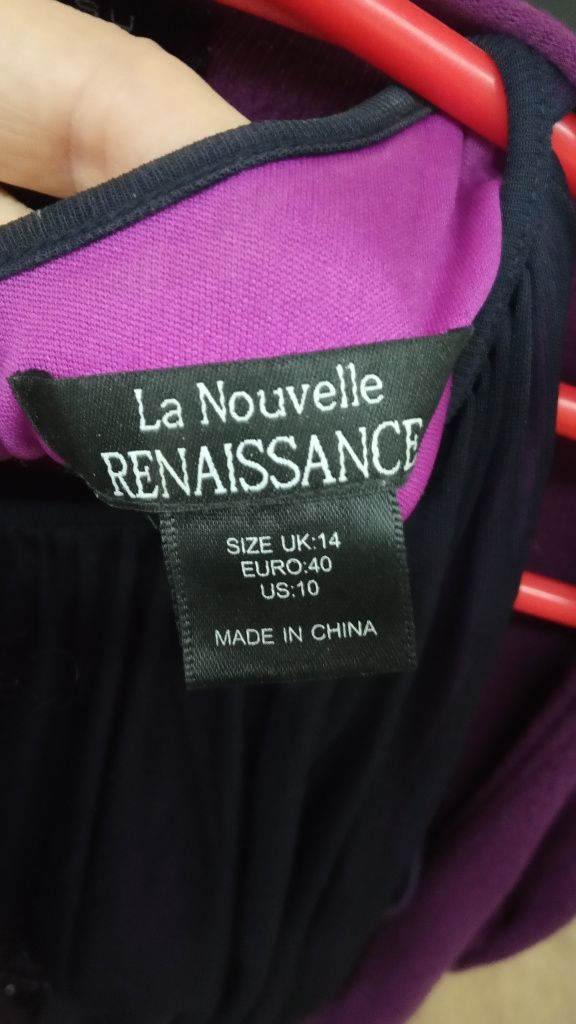 La Nouvelle
RENAISSANCE
SIZE UK:14
EURO:40
US:10
MADE IN CHINA